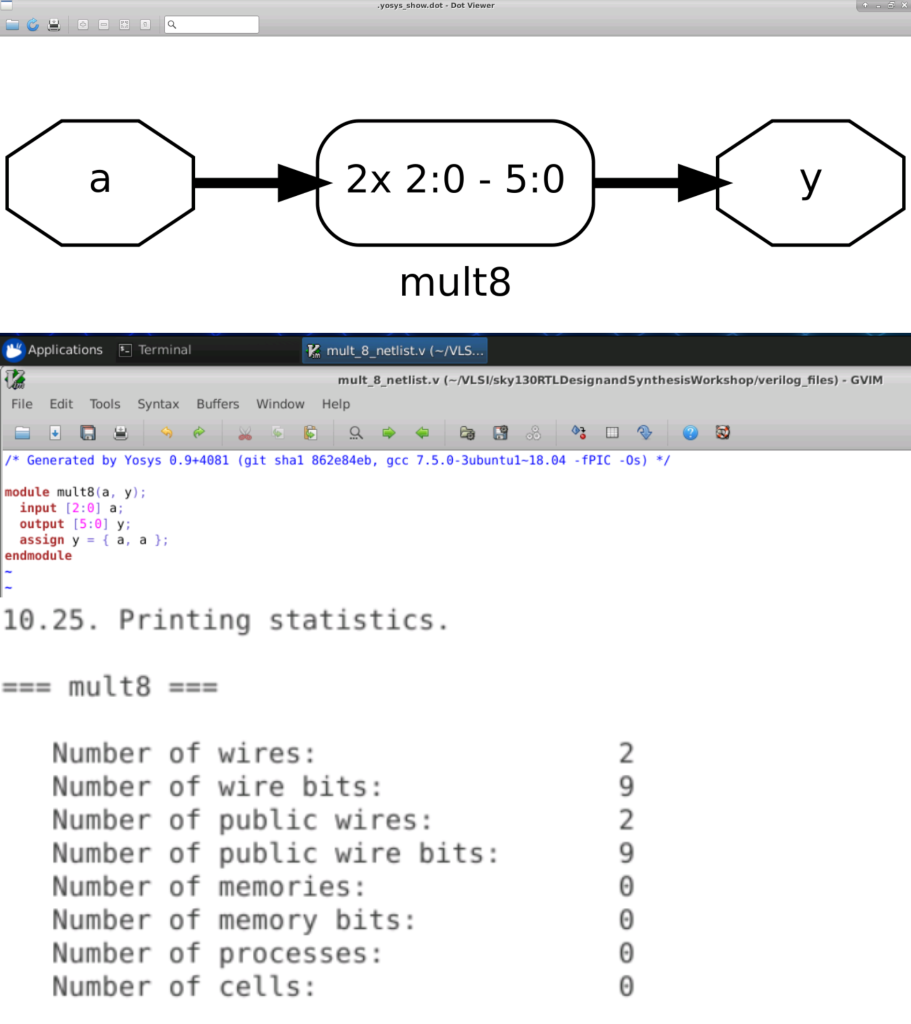 .yosys_show.dot - Dot Viewer
a
2x 2:0 - 5:0
y
mult8
Applications
Terminal
mult_8_netlist.v (~/VLS...
mult_8_netlist.v (~/VLSI/sky130RTLDesignandSynthesisWorkshop/verilog_files) - GVIM
File Edit Tools Syntax Buffers Window Help
/* Generated by Yosys 0.9+4081 (git sha1 862e84eb, gcc 7.5.0-3ubuntu1~18.04 -fPIC -Os) */
module mult8(a, y);
input [2:0] a;
output [5:0] y;
assign y = { a, a };
endmodule
~
~
10.25. Printing statistics.
=== mult8 ===
Number of wires: 2
Number of wire bits: 9
Number of public wires: 2
Number of public wire bits: 9
Number of memories: 0
Number of memory bits: 0
Number of processes: 0
Number of cells: 0